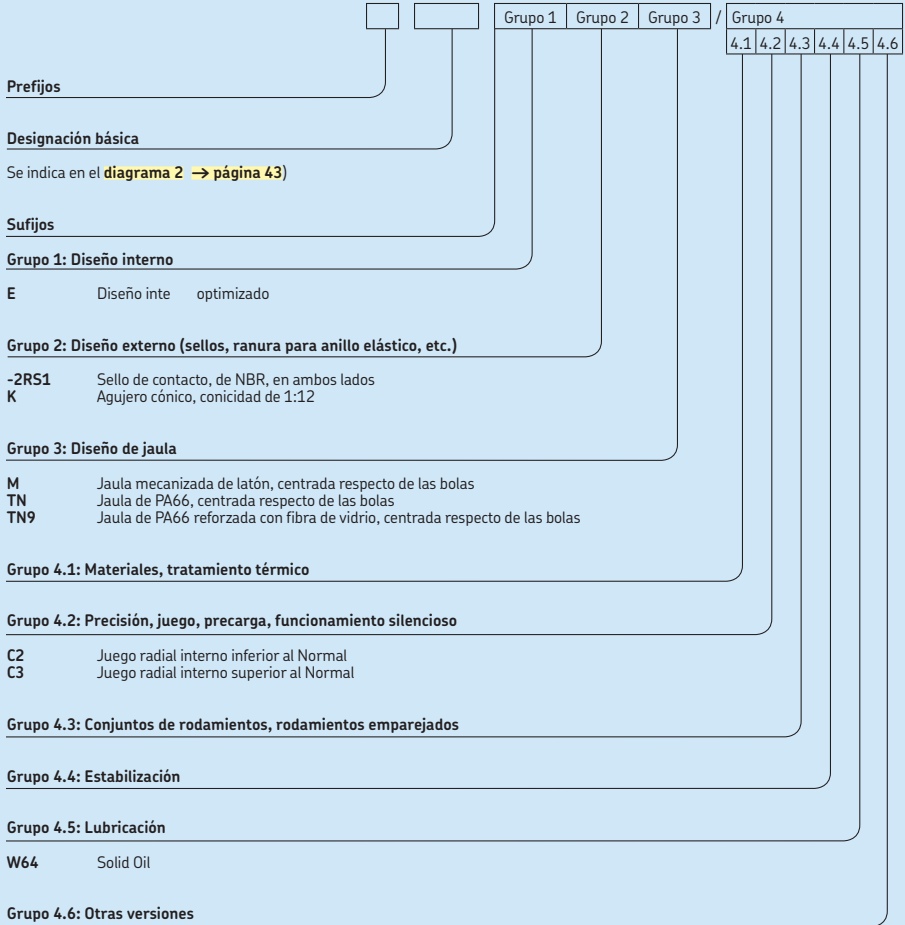 Grupo 1 Grupo 2 Grupo 3 / Grupo 4
4.1 4.2 4.3 4.4 4.5 4.6
Prefijos
Designación básica
Se indica en el diagrama 2 → página 43)
Sufijos
Grupo 1: Diseño interno
E Diseño inte optimizado
Grupo 2: Diseño externo (sellos, ranura para anillo elástico, etc.)
-2RS1 Sello de contacto, de NBR, en ambos lados
K Agujero cónico, conicidad de 1:12
Grupo 3: Diseño de jaula
M Jaula mecanizada de latón, centrada respecto de las bolas
TN Jaula de PA66, centrada respecto de las bolas
TN9 Jaula de PA66 reforzada con fibra de vidrio, centrada respecto de las bolas
Grupo 4.1: Materiales, tratamiento térmico
Grupo 4.2: Precisión, juego, precarga, funcionamiento silencioso
C2 Juego radial interno inferior al Normal
C3 Juego radial interno superior al Normal
Grupo 4.3: Conjuntos de rodamientos, rodamientos emparejados
Grupo 4.4: Estabilización
Grupo 4.5: Lubricación
W64 Solid Oil
Grupo 4.6: Otras versiones